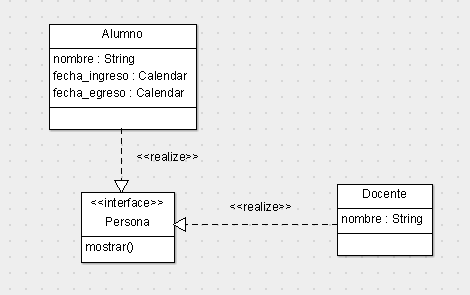 Alumno
nombre : String
fecha_ingreso : Calendar
fecha_egreso : Calendar
<<realize>>
<<interface>>
Persona
mostrar()
<<realize>>
Docente
nombre : String